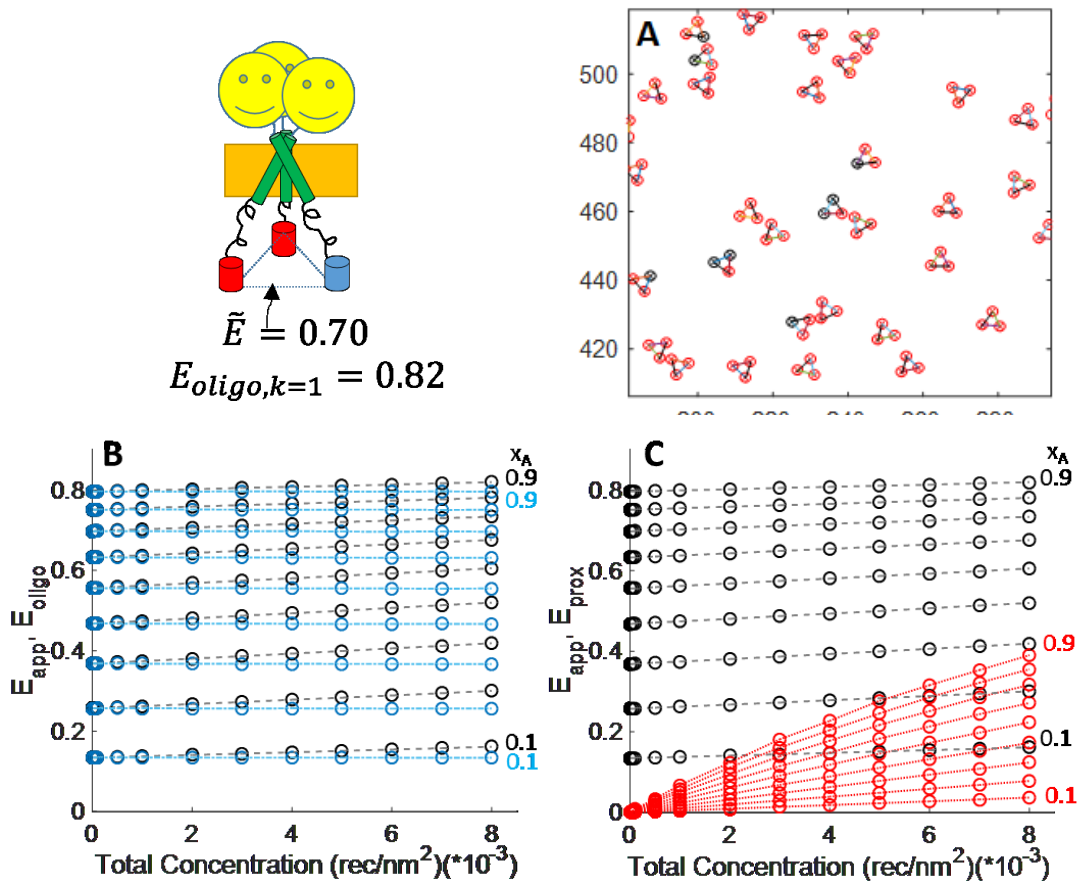 Ẽ = 0.70
E_oligo,k=1 = 0.82
A
500
480
460
440
420
B
x_A
0.9
0.9
0.8
0.6
0.4
0.2
0
0.1
0.1
E_app, E_oligo
0 2 4 6 8
Total Concentration (rec/nm²)(*10⁻³)
C
x_A
0.9
0.8
0.6
0.4
0.2
0
0.9
0.1
0.1
E_app, E_prox
0 2 4 6 8
Total Concentration (rec/nm²)(*10⁻³)